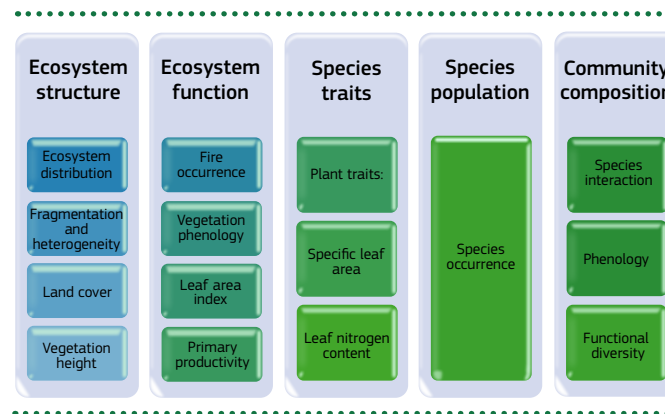 Ecosystem
structure
Ecosystem
distribution
Fragmentation
and
heterogeneity
Land cover
Vegetation
height
Ecosystem
function
Fire
occurrence
Vegetation
phenology
Leaf area
index
Primary
productivity
Species
traits
Plant traits:
Specific leaf
area
Leaf nitrogen
content
Species
population
Species
occurrence
Community
composition
Species
interaction
Phenology
Functional
diversity